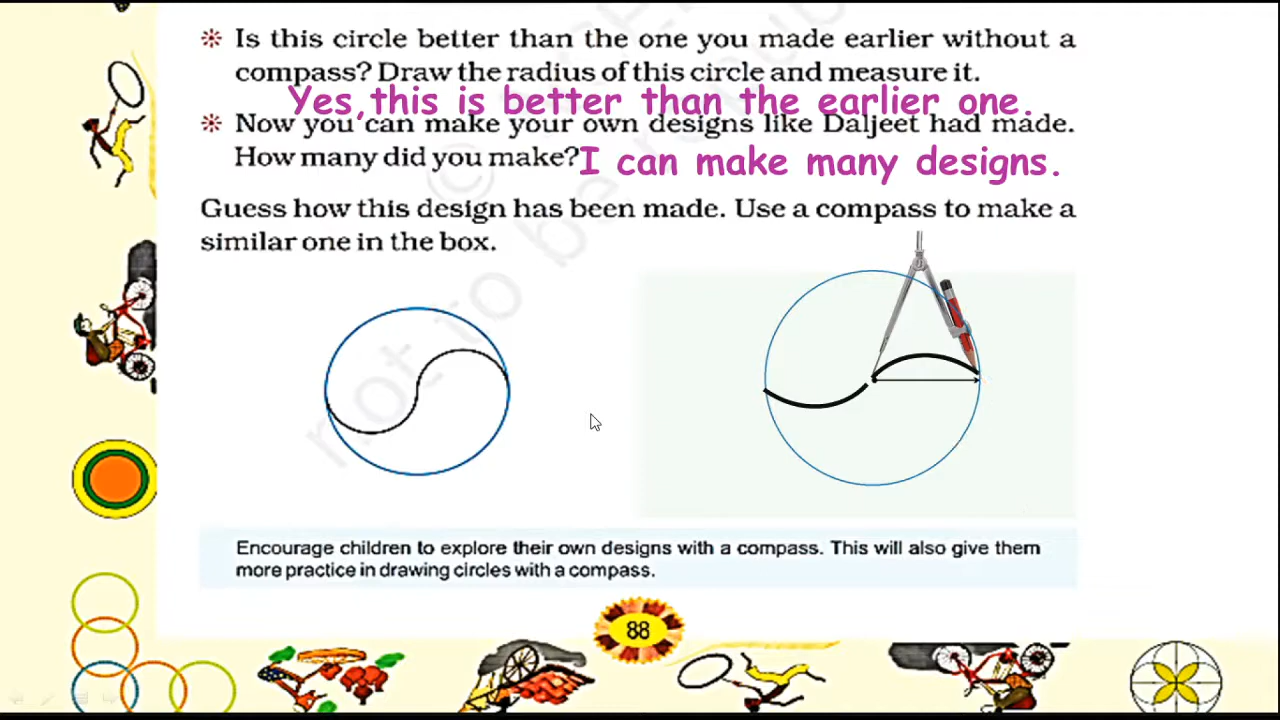 Is this circle better than the one you made earlier without a
compass? Draw the radius of this circle and measure it.
Yes,this is better than the earlier one.
Now you can make your own designs like Daljeet had made.
How many did you make? I can make many designs.
Guess how this design has been made. Use a compass to make a
similar one in the box.
Encourage children to explore their own designs with a compass. This will also give them
more practice in drawing circles with a compass.
88
not to be
©